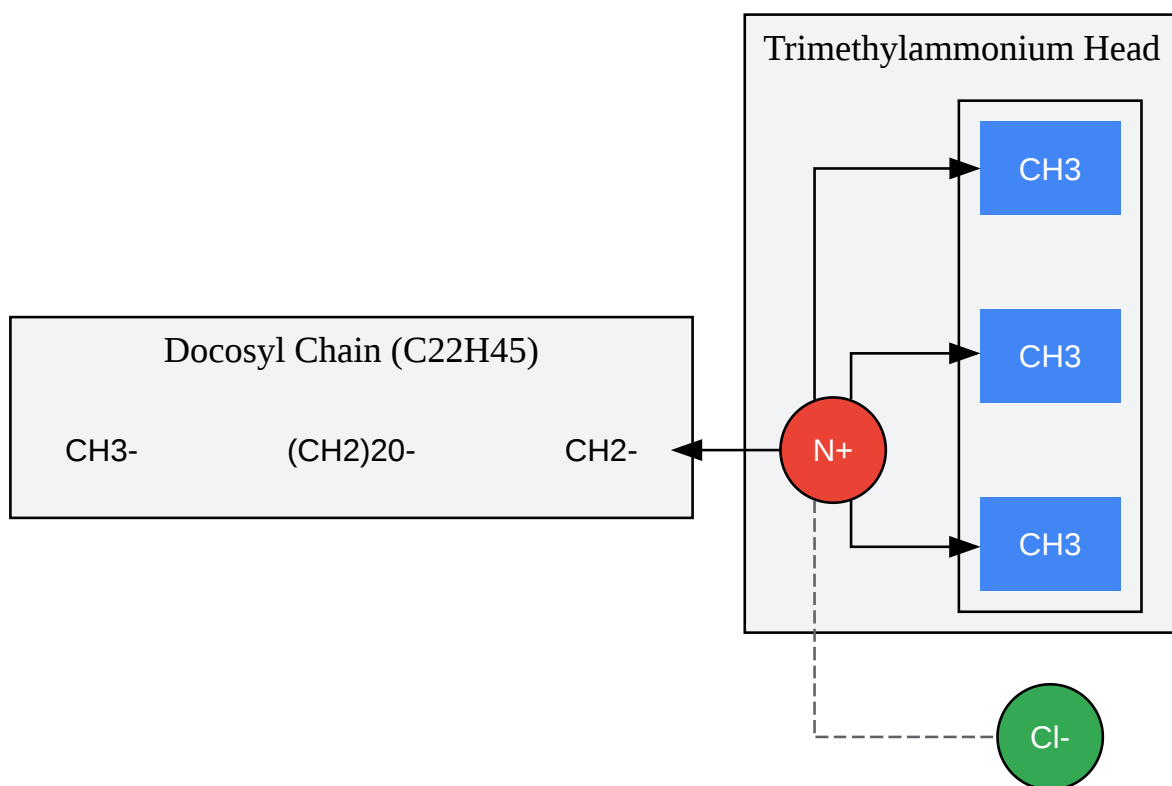 Trimethylammonium Head
CH3
CH3
Docosyl Chain (C22H45)
CH3- (CH2)20- CH2-
N+
CH3
Cl-